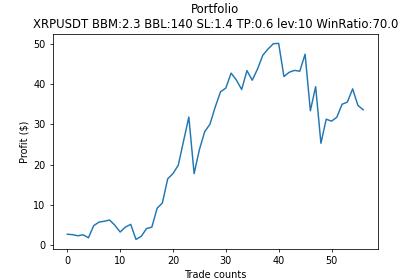 Portfolio
XRPUSDT BBM:2.3 BBL:140 SL:1.4 TP:0.6 lev:10 WinRatio:70.0
50
40
30
20
10
0
Profit ($)
0 10 20 30 40 50
Trade counts